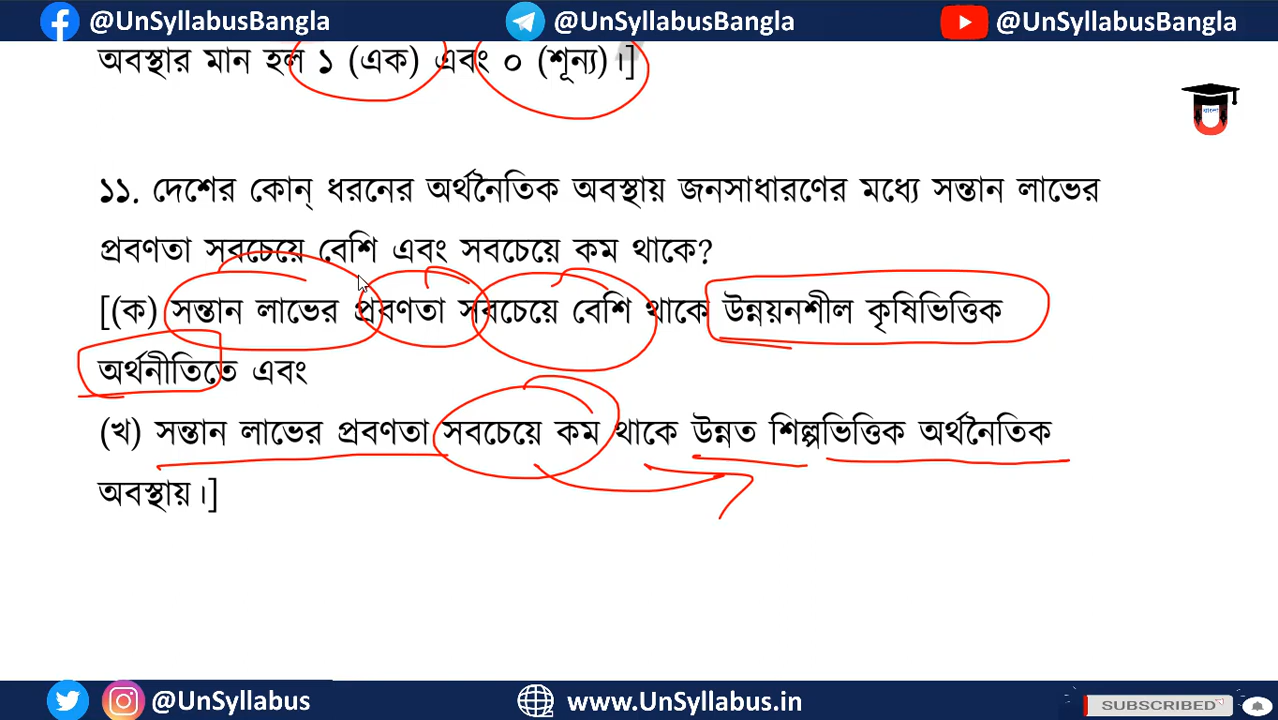 @UnSyllabusBangla @UnSyllabusBangla @UnSyllabusBangla
অবস্থার মান হল ১ (এক) এবং ০ (শূন্য)।]
১১. দেশের কোন্ ধরনের অর্থনৈতিক অবস্থায় জনসাধারণের মধ্যে সন্তান লাভের
প্রবণতা সবচেয়ে বেশি এবং সবচেয়ে কম থাকে?
[(ক) সন্তান লাভের প্রবণতা সবচেয়ে বেশি থাকে উন্নয়নশীল কৃষিভিত্তিক
অর্থনীতিতে এবং
(খ) সন্তান লাভের প্রবণতা সবচেয়ে কম থাকে উন্নত শিল্পভিত্তিক অর্থনৈতিক
অবস্থায়।]
@UnSyllabus www.UnSyllabus.in SUBSCRIBED